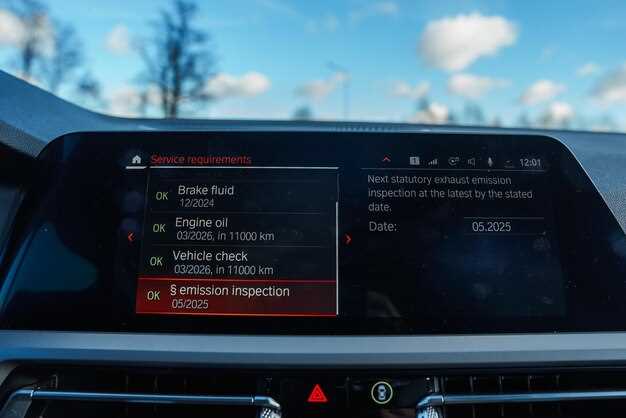 Service requirements
1 12:01
OK Brake fluid
12/2024
OK Engine oil
03/2026, in 11000 km
OK Vehicle check
03/2026, in 11000 km
OK § emission inspection
05/2025
Next statutory exhaust emission
inspection at the latest by the stated
date.
Date: 05.2025